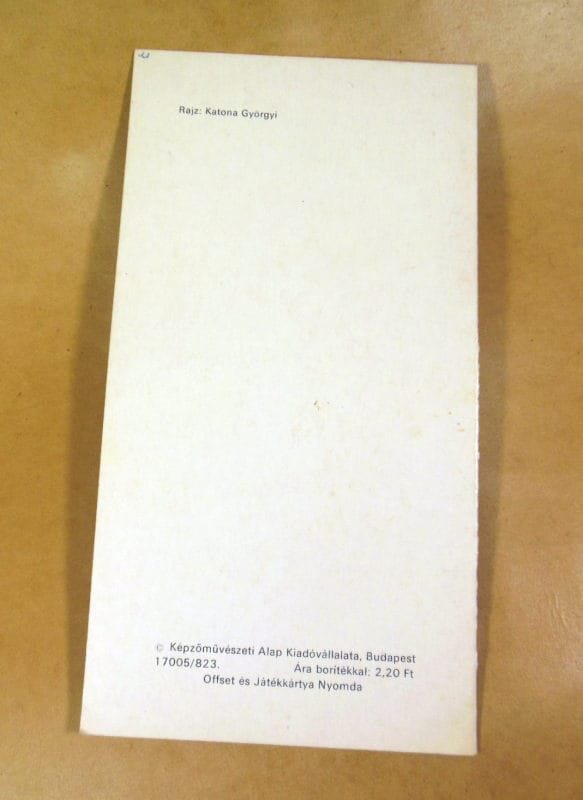 Rajz: Katona Györgyi
© Képzőművészeti Alap Kiadóvállalata, Budapest
17005/823. Ára borítékkal: 2,20 Ft
Offset és Játékkártya Nyomda